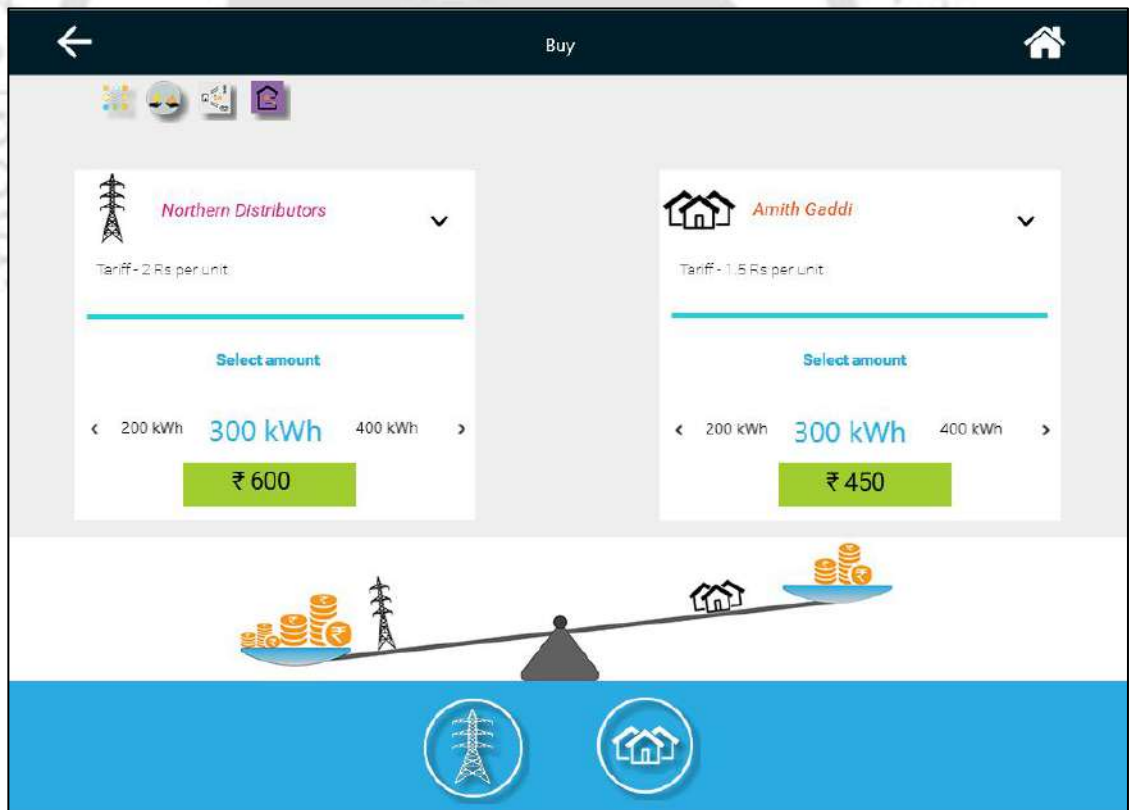 Buy
Northern Distributors
Tariff - 2 Rs per unit
Select amount
200 kWh 300 kWh 400 kWh
₹ 600
Amith Gaddi
Tariff - 1.5 Rs per unit
Select amount
200 kWh 300 kWh 400 kWh
₹ 450